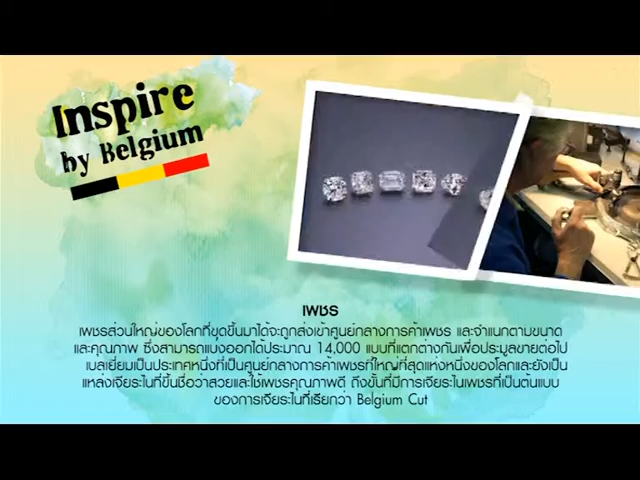 Inspire
by Belgium
เพชร
เพชรส่วนใหญ่ของโลกที่ขุดขึ้นมาได้จะถูกส่งเข้าศูนย์กลางการค้าเพชร และจำแนกตามขนาด
และคุณภาพ ซึ่งสามารถแบ่งออกได้ประมาณ 14,000 แบบที่แตกต่างกันเพื่อประมูลขายต่อไป
เบลเยี่ยมเป็นประเทศหนึ่งที่เป็นศูนย์กลางการค้าเพชรที่ใหญ่ที่สุดแห่งหนึ่งของโลกและยังเป็น
แหล่งเจียระไนที่ขึ้นชื่อว่าสวยและใช้เพชรคุณภาพดี ถึงขั้นที่มีการเจียระไนเพชรที่เป็นต้นแบบ
ของการเจียระไนที่เรียกว่า Belgium Cut